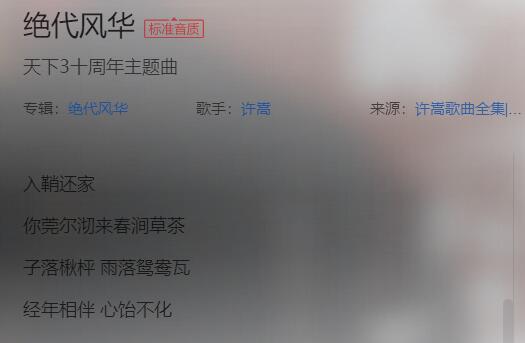 绝代风华 标准音质
天下3十周年主题曲
专辑：绝代风华 歌手：许嵩 来源：许嵩歌曲全集|...
入鞘还家
你莞尔沏来春涧草茶
子落楸枰 雨落鸳鸯瓦
经年相伴 心饴不化